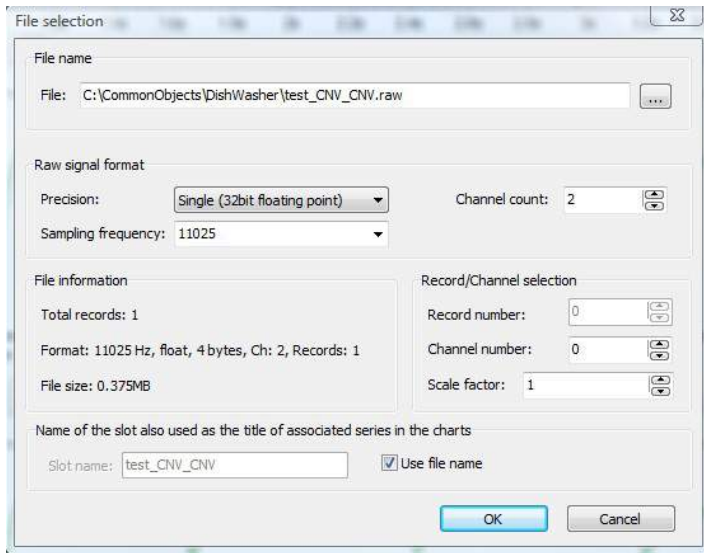 File selection
File name
File: C:\CommonObjects\DishWasher\test_CNV_CNV.raw ...
Raw signal format
Precision: Single (32bit floating point) Channel count: 2
Sampling frequency: 11025
File information Record/Channel selection
Total records: 1 Record number: 0
Format: 11025 Hz, float, 4 bytes, Ch: 2, Records: 1 Channel number: 0
File size: 0.375MB Scale factor: 1
Name of the slot also used as the title of associated series in the charts
Slot name: test_CNV_CNV Use file name
OK Cancel